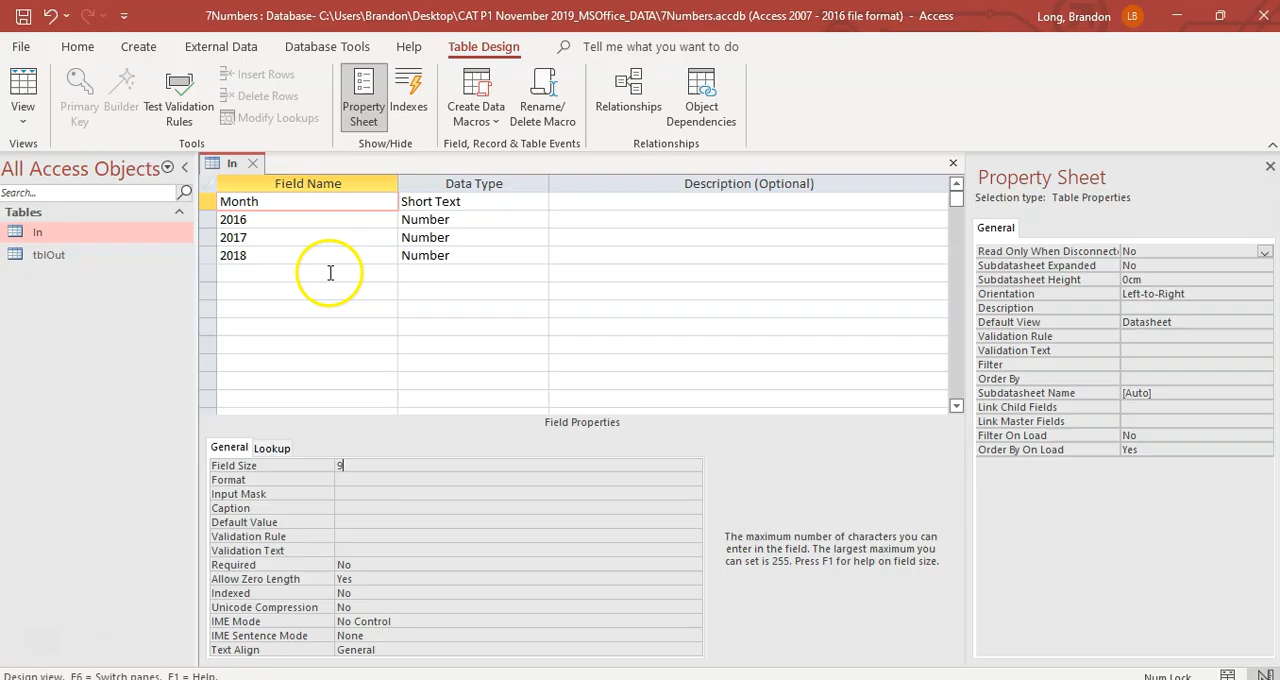 7Numbers : Database- C:\Users\Brandon\Desktop\CAT P1 November 2019_MSOffice_DATA\7Numbers.accdb (Access 2007 - 2016 file format) - Access
Long, Brandon LB
File Home Create External Data Database Tools Help Table Design Tell me what you want to do
View
Primary Key
Builder
Test Validation Rules
Insert Rows
Delete Rows
Modify Lookups
Property Sheet
Indexes
Create Data Macros
Rename/ Delete Macro
Relationships
Object Dependencies
Views Tools Show/Hide Field, Record & Table Events Relationships
All Access Objects
Search...
Tables
In
tblOut
In
Field Name Data Type Description (Optional)
Month Short Text
2016 Number
2017 Number
2018 Number
Field Properties
General Lookup
Field Size 9
Format
Input Mask
Caption
Default Value
Validation Rule
Validation Text
Required No
Allow Zero Length Yes
Indexed No
Unicode Compression No
IME Mode No Control
IME Sentence Mode None
Text Align General
The maximum number of characters you
can enter in the field. The largest maximum you
can set is 255. Press F1 for help on field size.
Property Sheet
Selection type: Table Properties
General
Read Only When Disconnect No
Subdatasheet Expanded No
Subdatasheet Height 0cm
Orientation Left-to-Right
Description
Default View Datasheet
Validation Rule
Validation Text
Filter
Order By
Subdatasheet Name [Auto]
Link Child Fields
Link Master Fields
Filter On Load No
Order By On Load Yes
Design view. F6 = Switch panes. F1 = Help. Num Lock